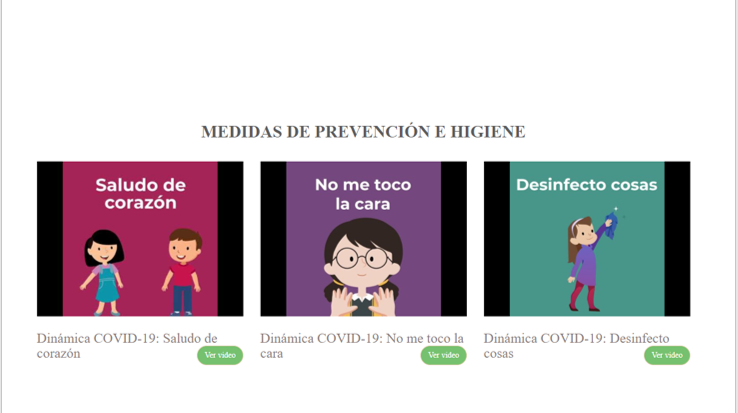 MEDIDAS DE PREVENCIÓN E HIGIENE
Saludo de
corazón
No me toco
la cara
Desinfecto cosas
Dinámica COVID-19: Saludo de
corazón
Ver video
Dinámica COVID-19: No me toco la
cara
Ver video
Dinámica COVID-19: Desinfecto
cosas
Ver video